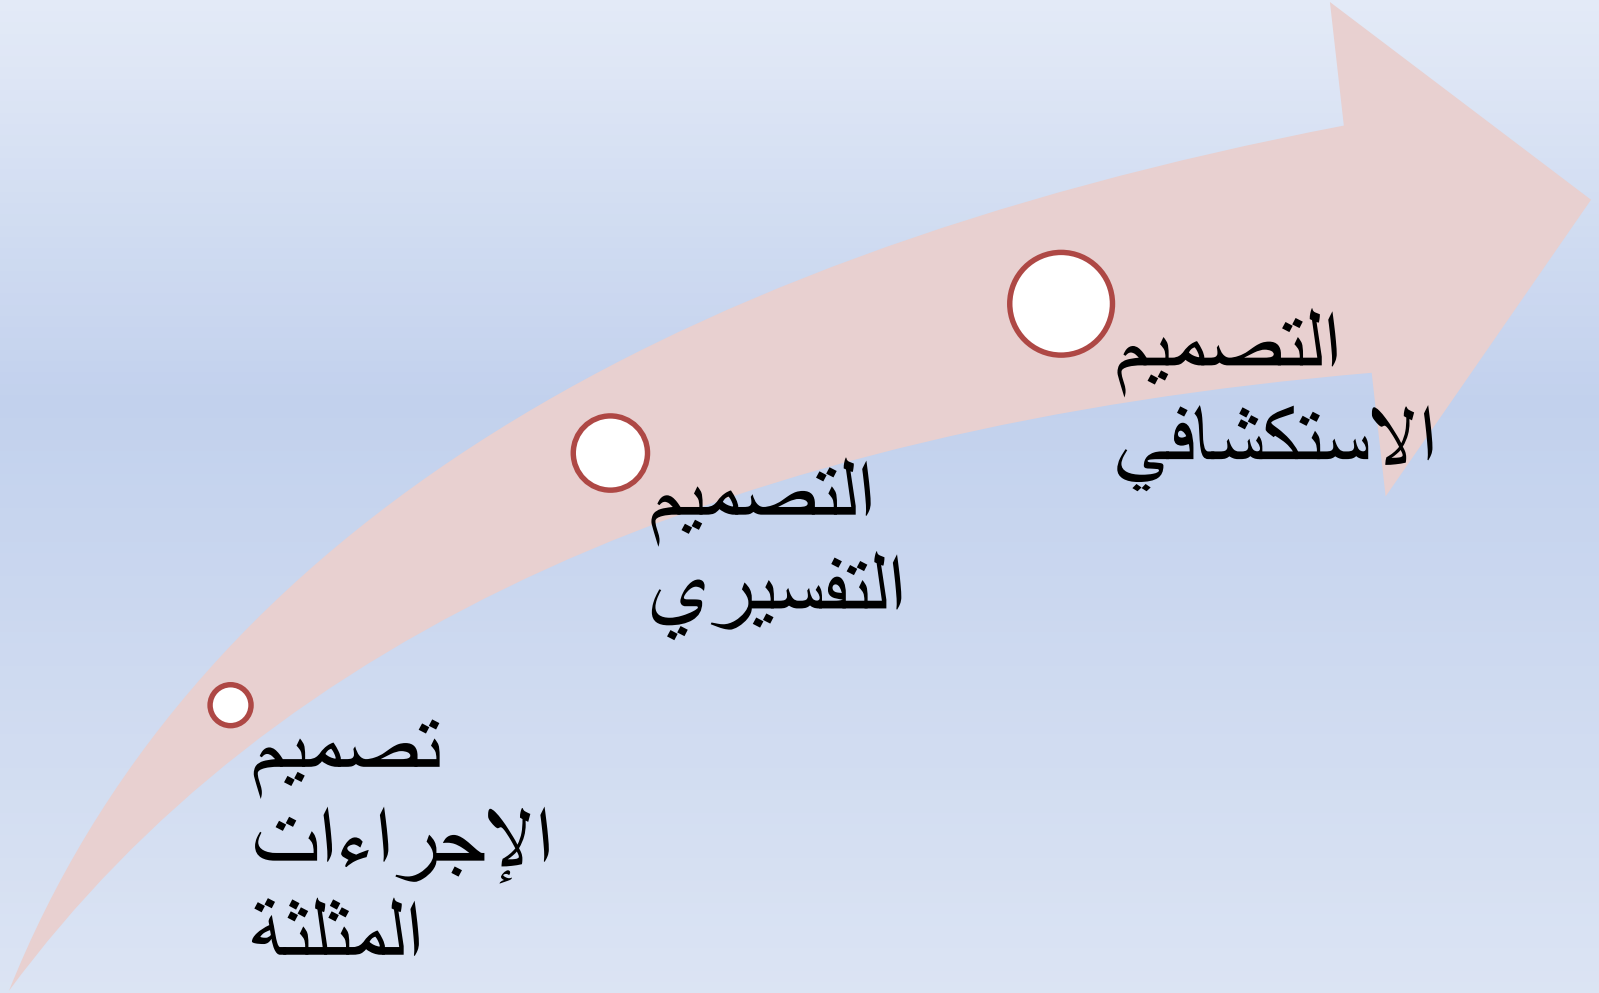 تصميم
الإجراءات
المثلثة
التصميم
التفسيري
التصميم
الاستكشافي